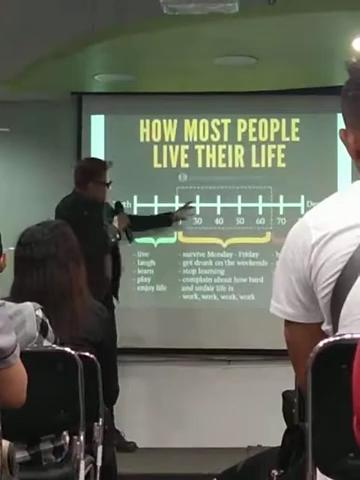 HOW MOST PEOPLE
LIVE THEIR LIFE
30 40 50 60 70
- live
- laugh
- learn
- play
- enjoy life
- survive Monday - Friday
- get drunk on the weekends
- stop learning
- complain about how hard
and unfair life is
- work, work, work, work